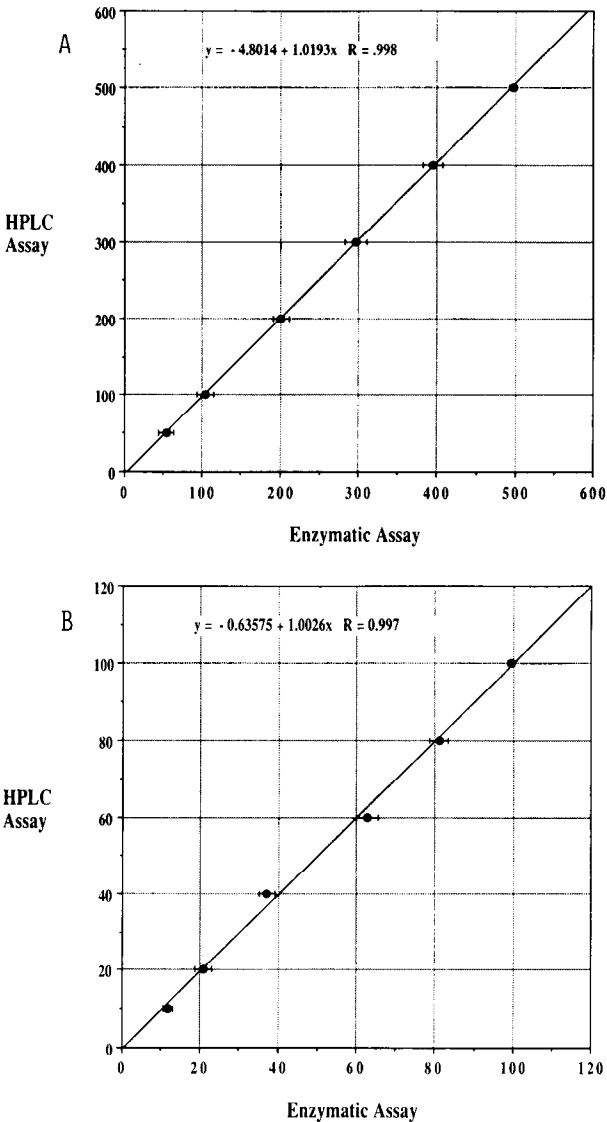 A
y = - 4.8014 + 1.0193x R = .998
600
500
400
300
200
100
0
HPLC
Assay
0 100 200 300 400 500 600
Enzymatic Assay
B
y = - 0.63575 + 1.0026x R = 0.997
120
100
80
60
40
20
0
HPLC
Assay
0 20 40 60 80 100 120
Enzymatic Assay